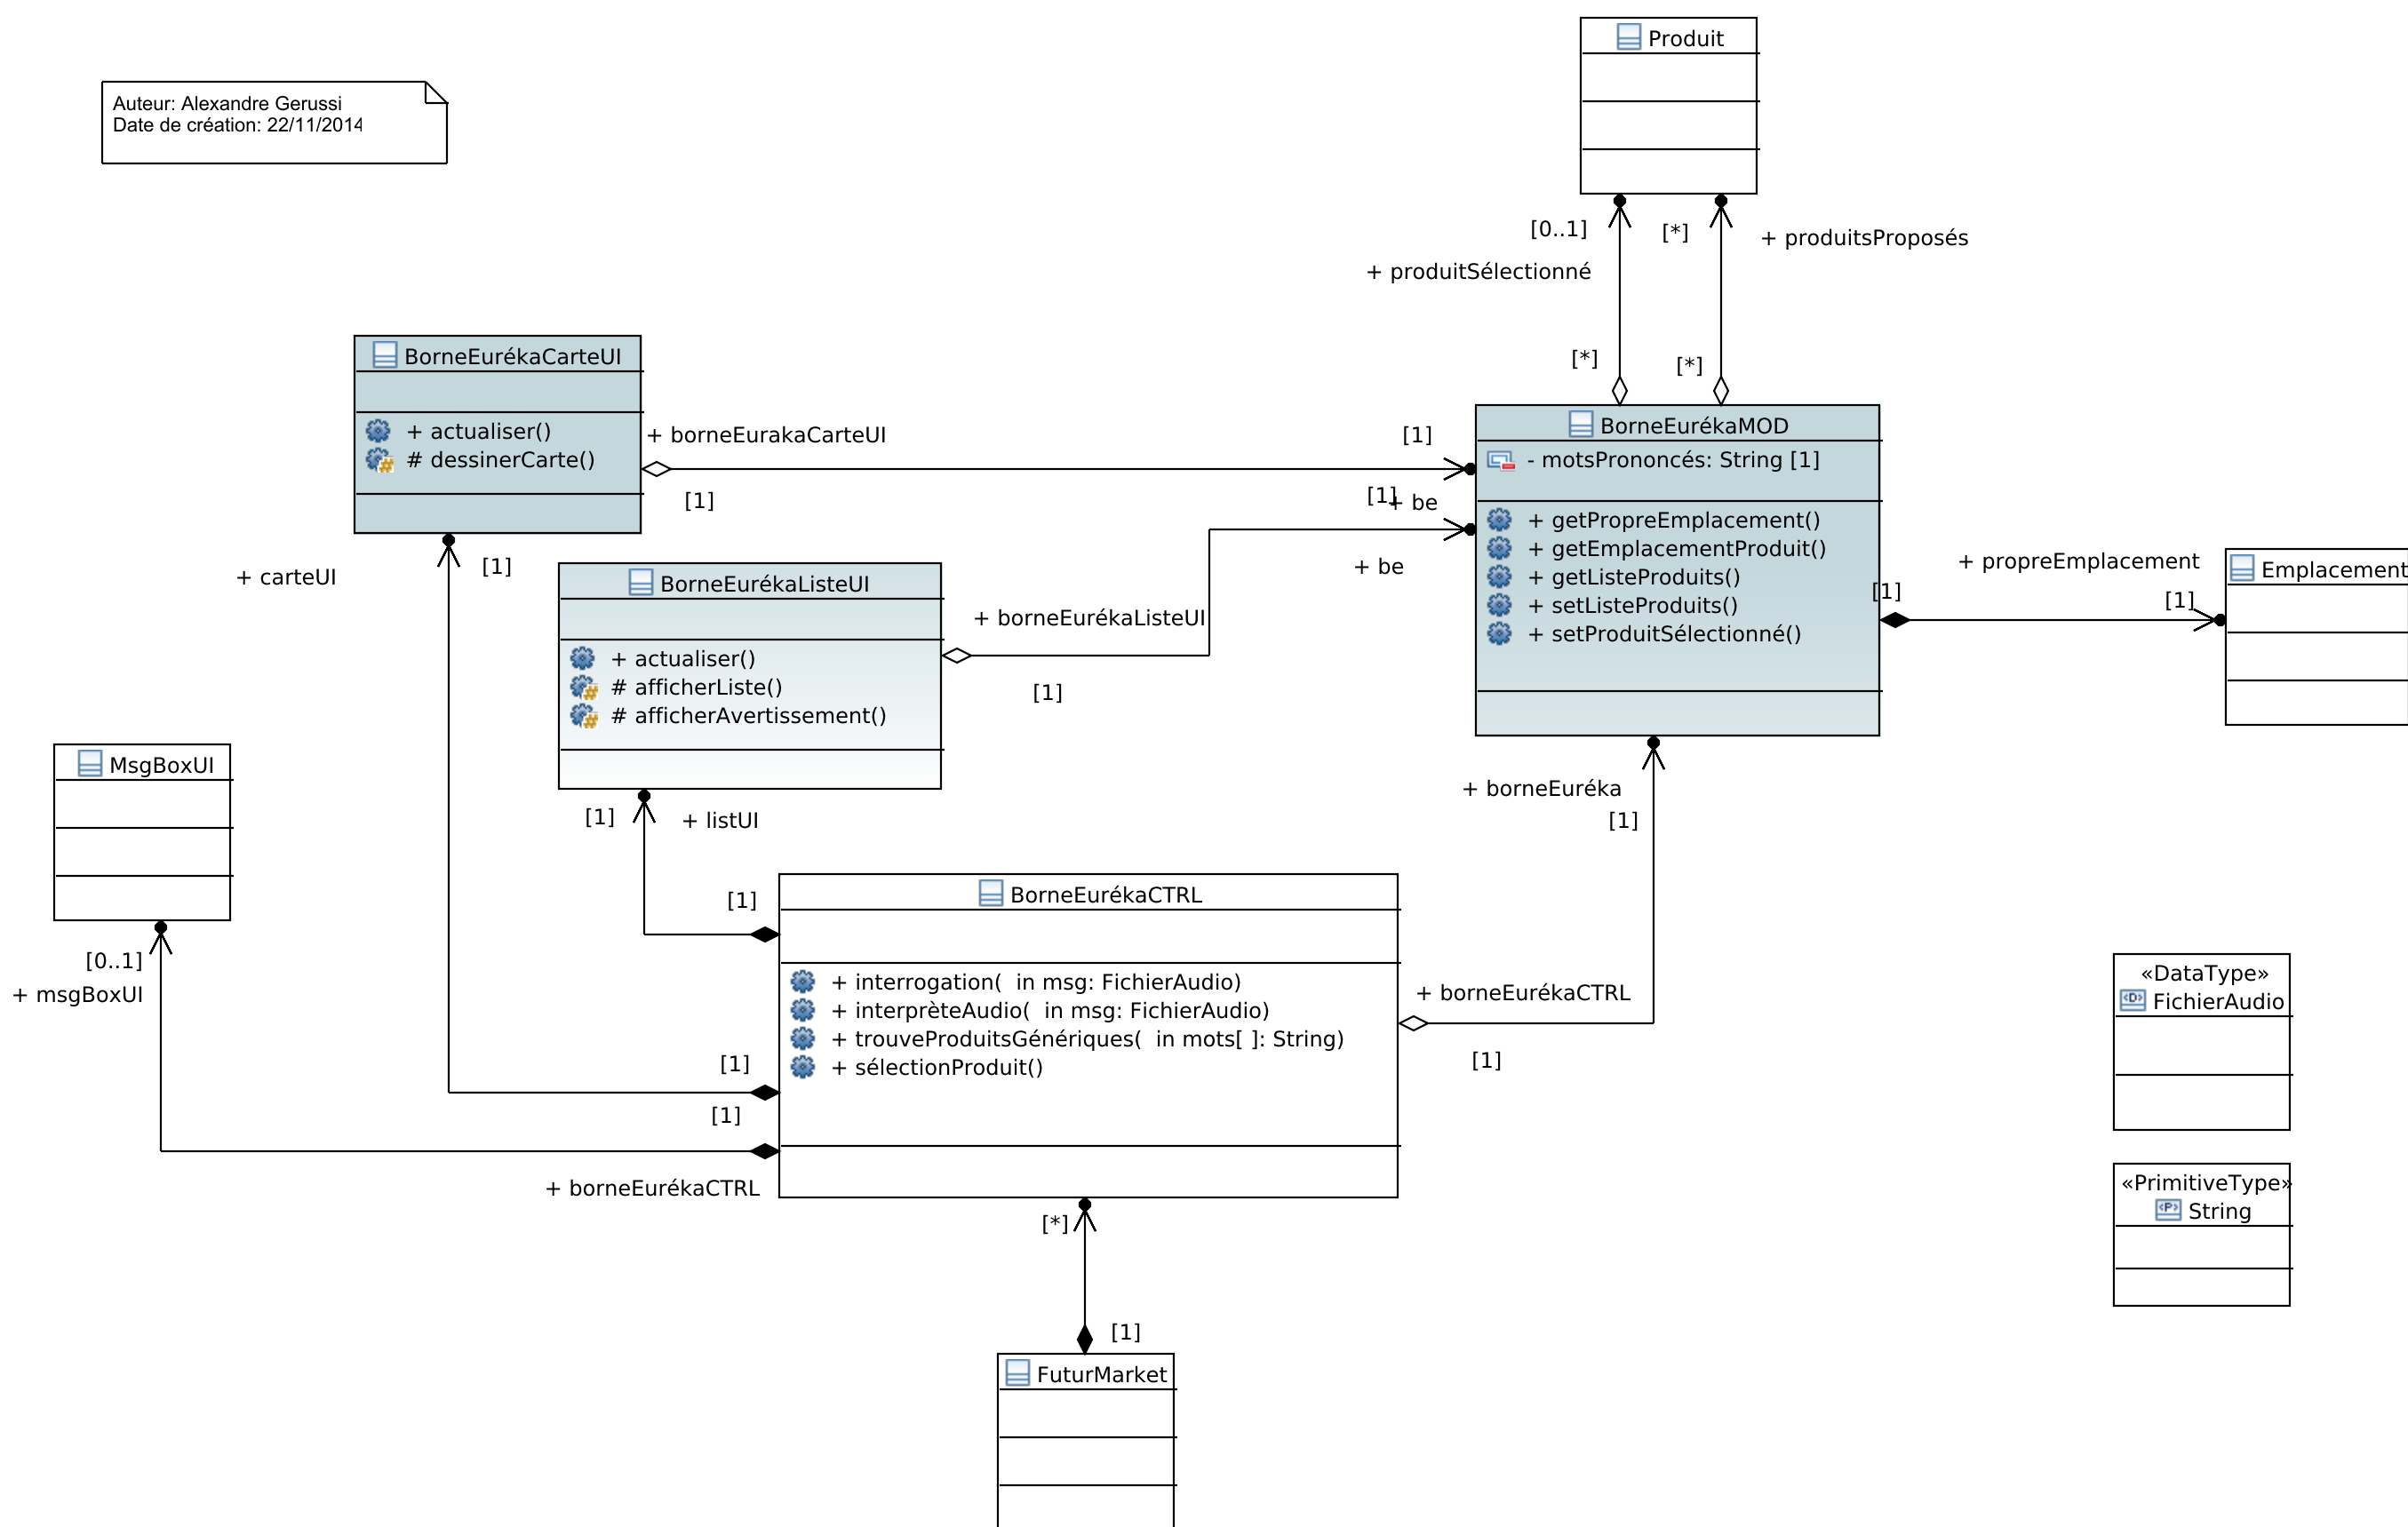 Produit
Auteur: Alexandre Gerussi
Date de création: 22/11/2014
[0..1]
[*]
+ produitsProposés
+ produitSélectionné
[*]
[*]
BorneEurékaCarteUI
+ actualiser()
# dessinerCarte()
+ borneEurakaCarteUI
[1]
[1]
+ be
[1]
+ be
BorneEurékaMOD
- motsPrononcés: String [1]
+ getPropreEmplacement()
+ getEmplacementProduit()
+ getListeProduits()
+ setListeProduits()
+ setProduitSélectionné()
[1]
+ propreEmplacement
[1]
Emplacement
+ carteUI
[1]
BorneEurékaListeUI
+ actualiser()
# afficherListe()
# afficherAvertissement()
+ borneEurékaListeUI
[1]
MsgBoxUI
[1]
+ listUI
+ borneEuréka
[1]
[1]
BorneEurékaCTRL
+ interrogation(  in msg: FichierAudio)
+ interprèteAudio(  in msg: FichierAudio)
+ trouveProduitsGénériques(  in mots[ ]: String)
+ sélectionProduit()
[0..1]
+ msgBoxUI
+ borneEurékaCTRL
[1]
[1]
[1]
+ borneEurékaCTRL
«DataType»
FichierAudio
«PrimitiveType»
String
[*]
[1]
FuturMarket